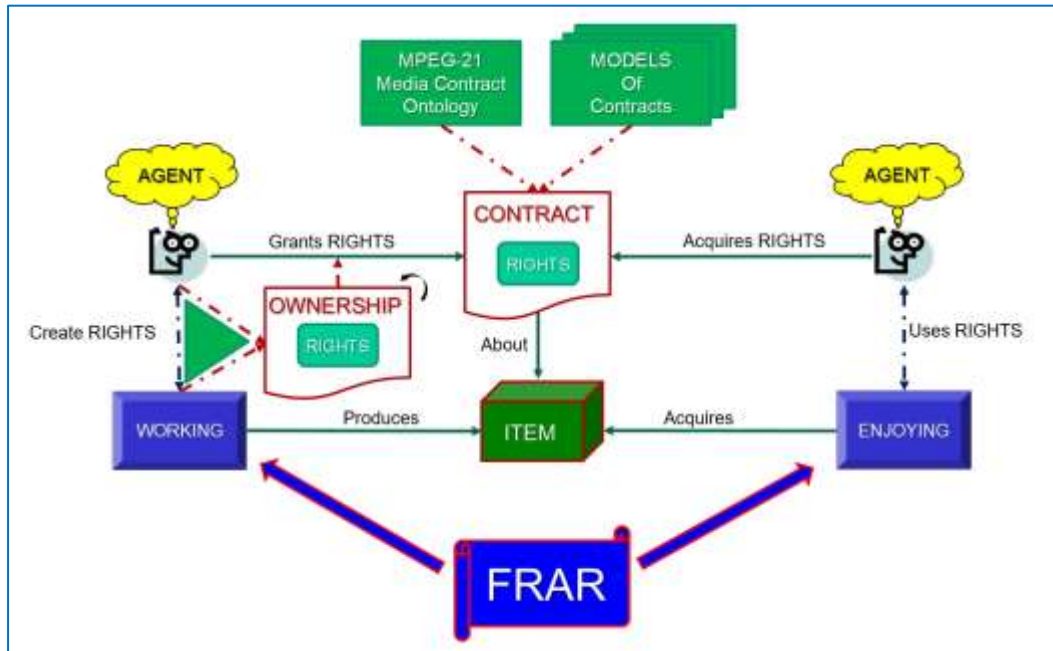 MPEG-21
Media Contract
Ontology
MODELS
Of
Contracts
AGENT
AGENT
CONTRACT
Grants RIGHTS
Acquires RIGHTS
RIGHTS
OWNERSHIP
RIGHTS
Create RIGHTS
About
Uses RIGHTS
WORKING
Produces
ITEM
Acquires
ENJOYING
FRAR